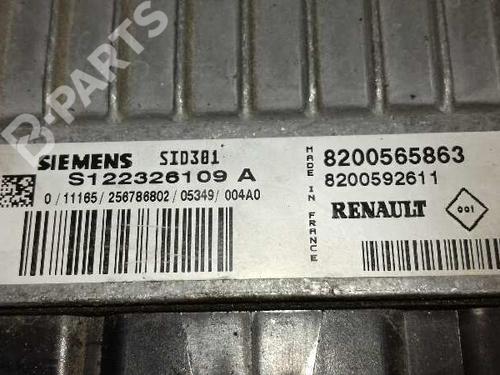 B-PARTS
SIEMENS SID301
S122326109 A
0/11165/256786802/05349/004A0
MADE IN FRANCE
8200565863
8200592611
RENAULT
001